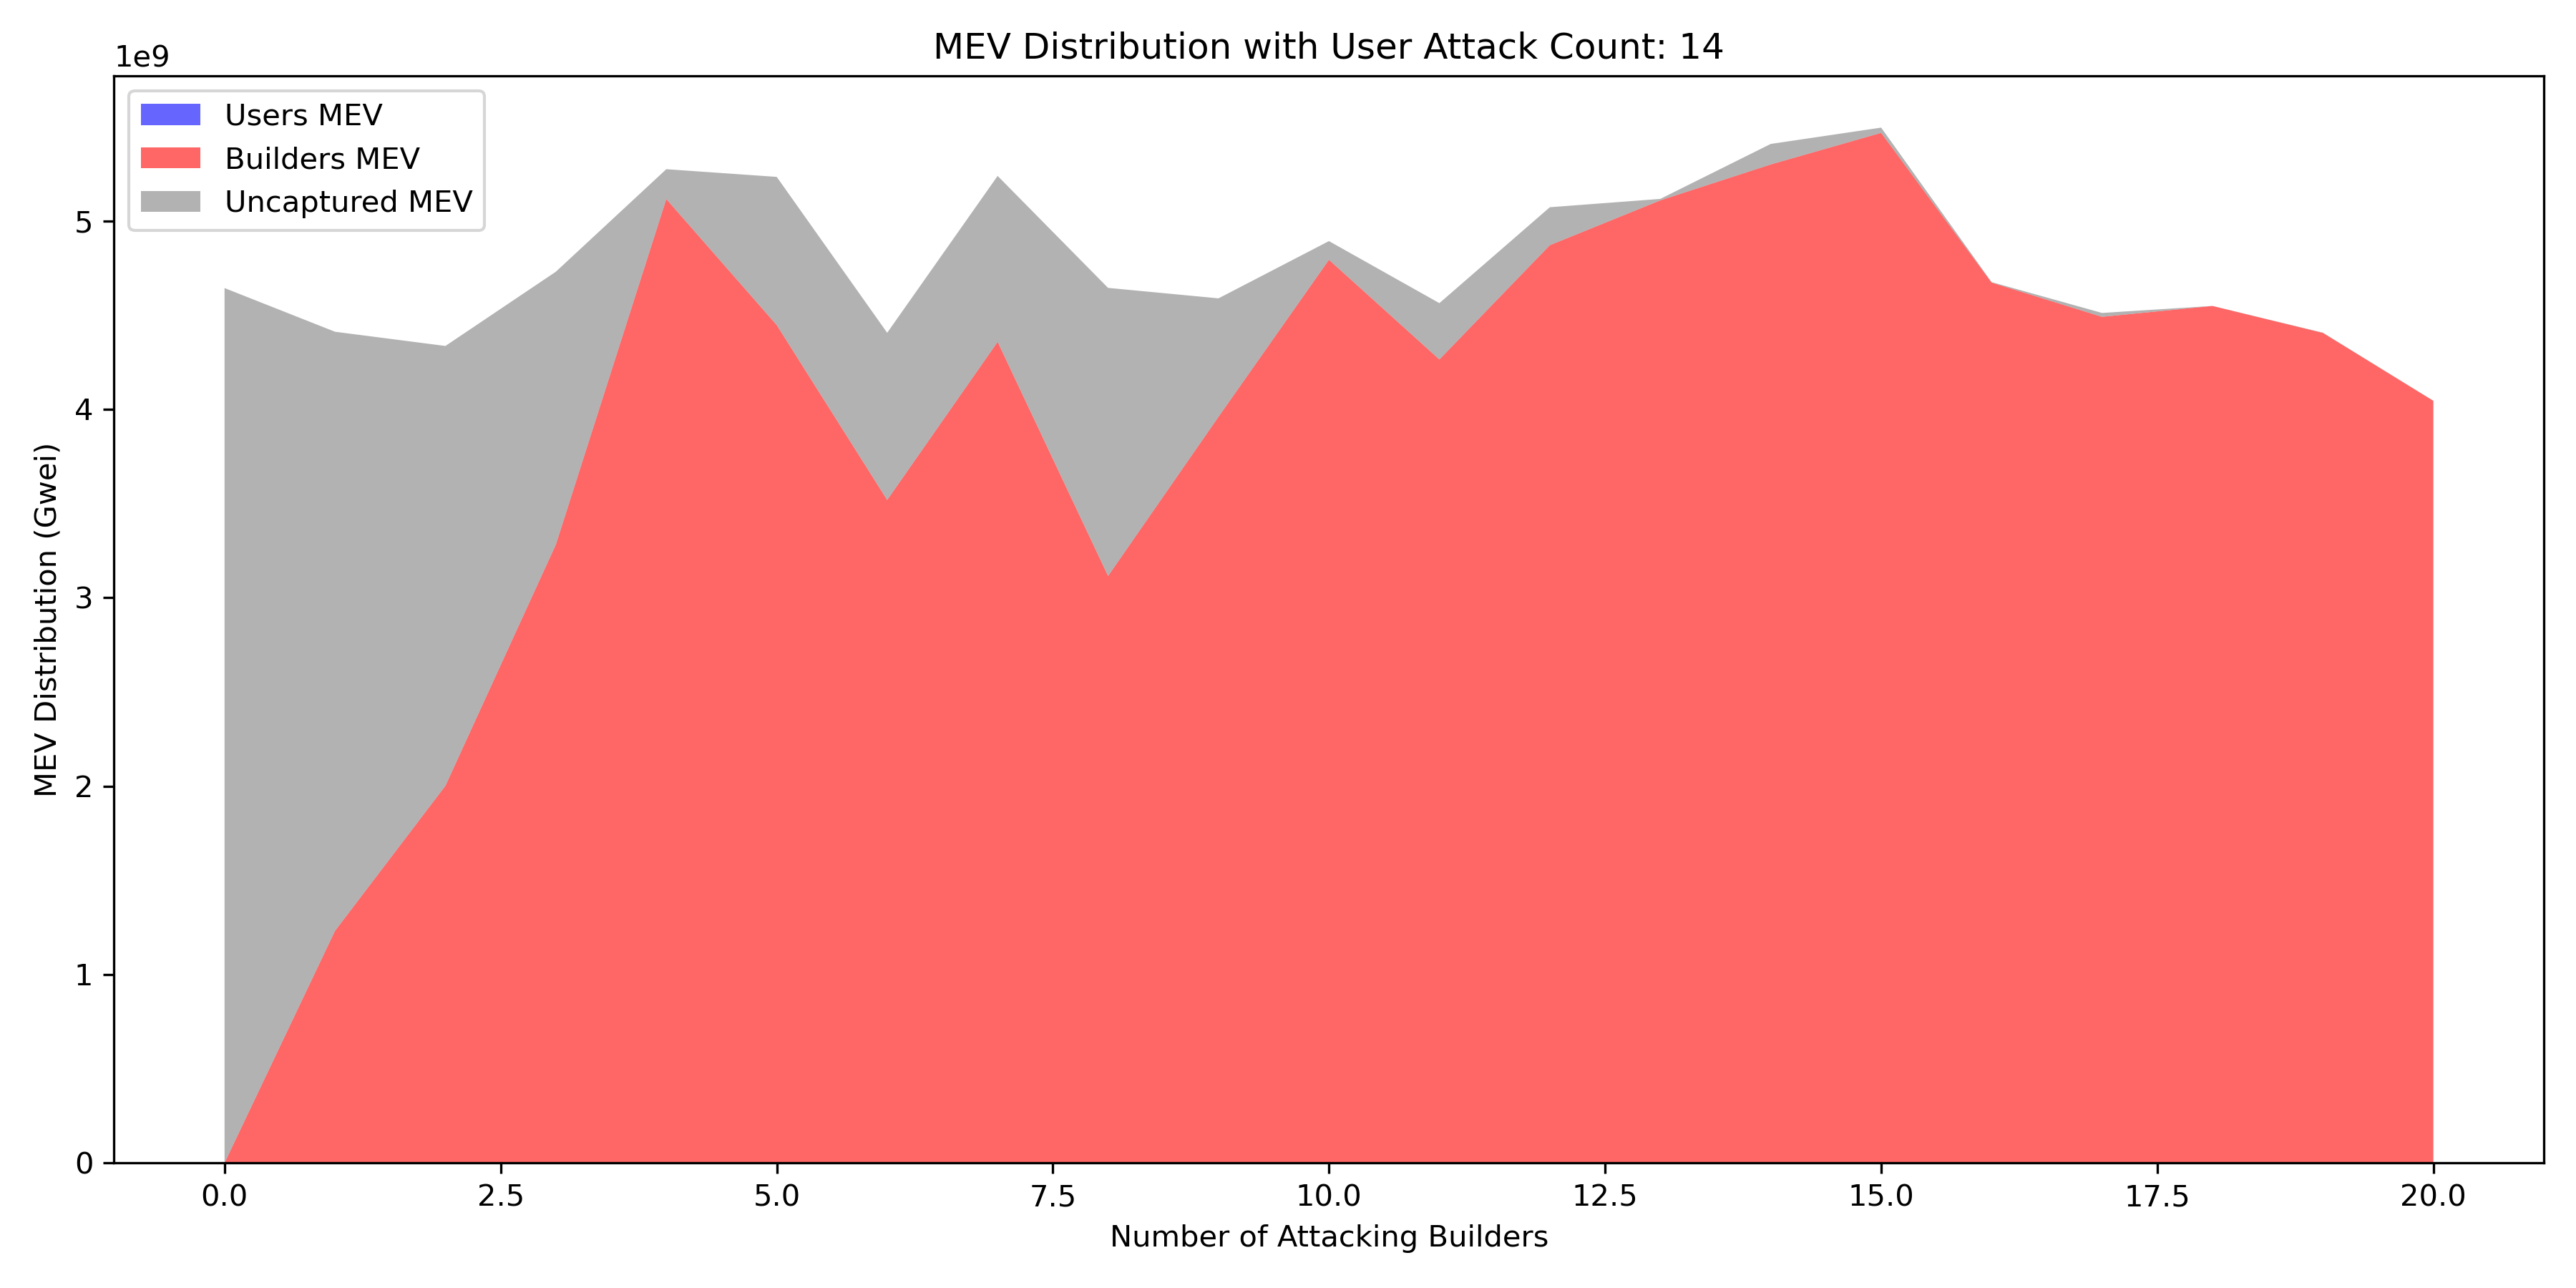 MEV Distribution with User Attack Count: 14
1e9
Users MEV
Builders MEV
Uncaptured MEV
MEV Distribution (Gwei)
5
4
3
2
1
0
0.0 2.5 5.0 7.5 10.0 12.5 15.0 17.5 20.0
Number of Attacking Builders